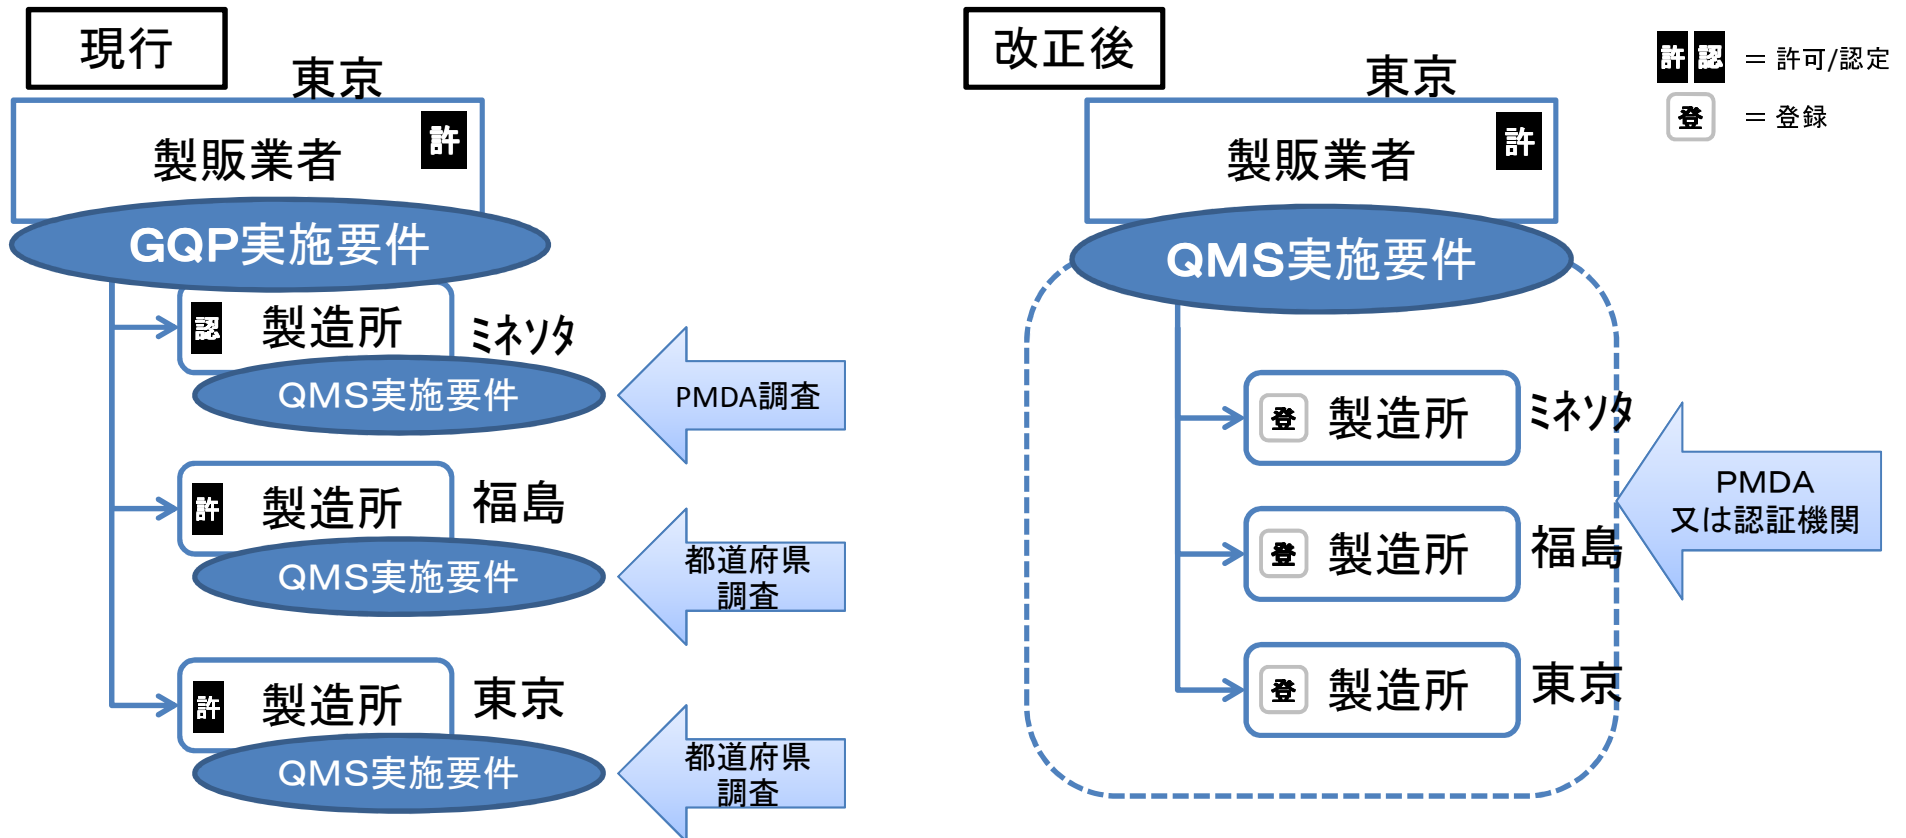 現行
東京
製販業者
許
GQP実施要件
認
製造所
ﾐﾈｿﾀ
QMS実施要件
PMDA調査
許
製造所
福島
QMS実施要件
都道府県
調査
許
製造所
東京
QMS実施要件
都道府県
調査
改正後
東京
製販業者
許
QMS実施要件
登
製造所
ﾐﾈｿﾀ
登
製造所
福島
登
製造所
東京
PMDA
又は認証機関
許 認 = 許可/認定
登 = 登録